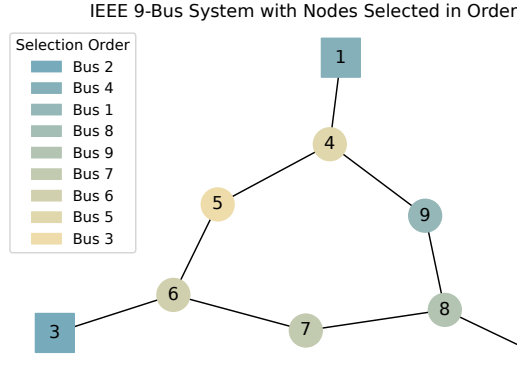 IEEE 9-Bus System with Nodes Selected in Order
Selection Order
Bus 2
Bus 4
Bus 1
Bus 8
Bus 9
Bus 7
Bus 6
Bus 5
Bus 3
1
4
5
9
6
8
7
3